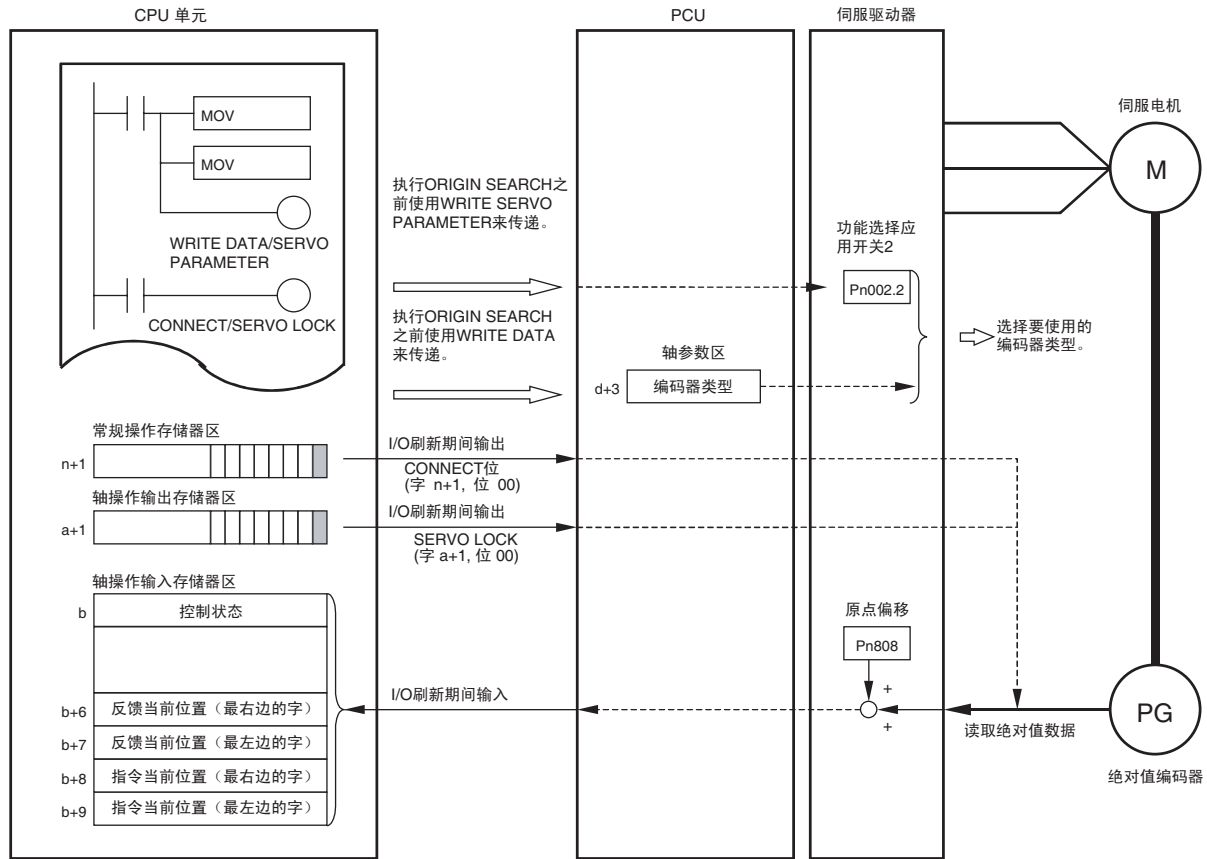 CPU 单元
PCU
伺服驱动器
MOV
MOV
WRITE DATA/SERVO
PARAMETER
CONNECT/SERVO LOCK
执行ORIGIN SEARCH之
前使用WRITE SERVO
PARAMETER来传递。
执行ORIGIN SEARCH
之前使用WRITE DATA
来传递。
轴参数区
d+3
编码器类型
功能选择应
用开关2
Pn002.2
选择要使用的
编码器类型。
伺服电机
M
常规操作存储器区
n+1
I/O刷新期间输出
CONNECT位
(字 n+1, 位 00)
轴操作输出存储器区
a+1
I/O刷新期间输出
SERVO LOCK
(字 a+1, 位 00)
轴操作输入存储器区
b
控制状态
b+6
反馈当前位置（最右边的字）
b+7
反馈当前位置（最左边的字）
b+8
指令当前位置（最右边的字）
b+9
指令当前位置（最左边的字）
I/O刷新期间输入
原点偏移
Pn808
+
+
读取绝对值数据
PG
绝对值编码器